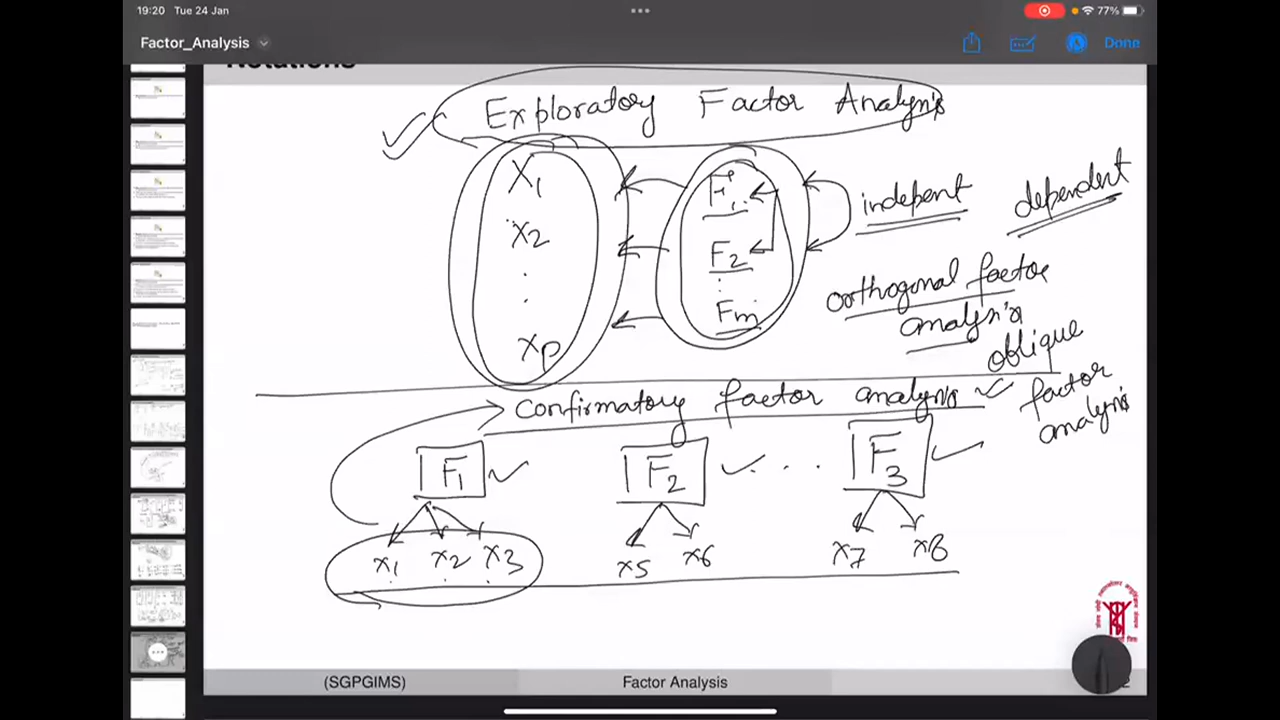 19:20 Tue 24 Jan
77%
Factor_Analysis
Done
Notations
Exploratory Factor Analysis
X1
F1
indepent
dependent
X2
F2
Xp
Fm
orthogonal factor
analysis
oblique
factor
analysis
Confirmatory factor analysis
F1
F2
...
F3
x1 x2 x3
x5 x6
x7 x8
(SGPGIMS)
Factor Analysis
2